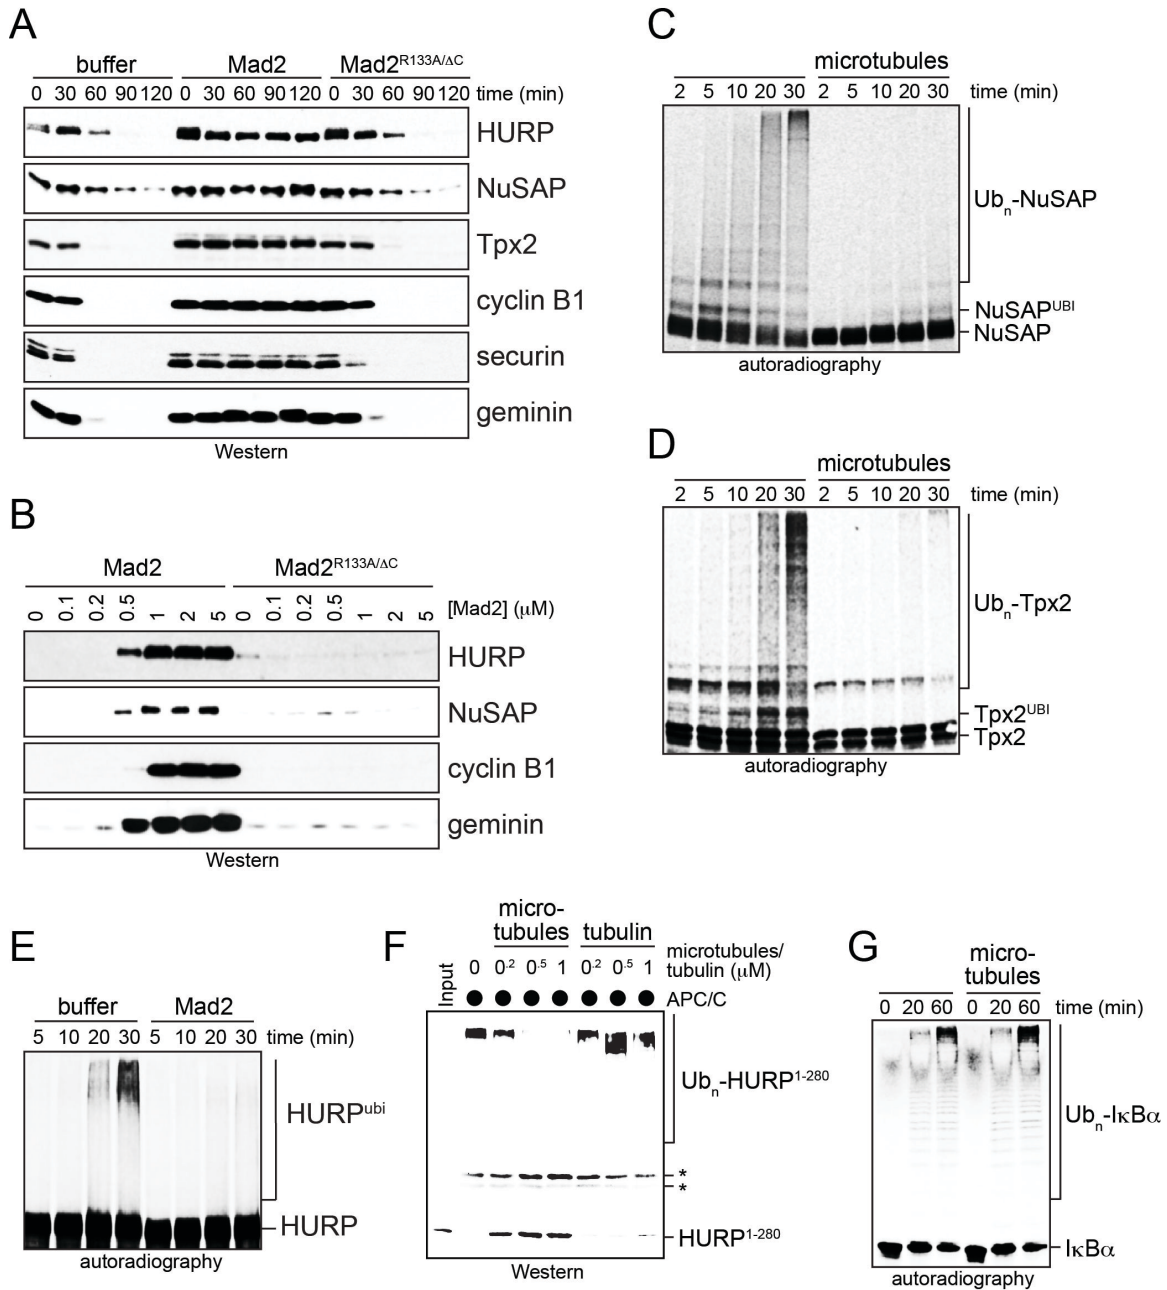 A
buffer Mad2 Mad2R133A/ΔC
0 30 60 90 120 0 30 60 90 120 0 30 60 90 120 time (min)
HURP
NuSAP
Tpx2
cyclin B1
securin
geminin
Western
B
Mad2 Mad2R133A/ΔC
0 0.1 0.2 0.5 1 2 5 0 0.1 0.2 0.5 1 2 5 [Mad2] (μM)
HURP
NuSAP
cyclin B1
geminin
Western
C
microtubules
2 5 10 20 30 2 5 10 20 30 time (min)
Ubn-NuSAP
NuSAPUBI
NuSAP
autoradiography
D
microtubules
2 5 10 20 30 2 5 10 20 30 time (min)
Ubn-Tpx2
Tpx2UBI
Tpx2
autoradiography
E
buffer Mad2
5 10 20 30 5 10 20 30 time (min)
HURPubi
HURP
autoradiography
F
micro-
tubules tubulin
microtubules/
tubulin (μM)
Input 0 0.2 0.5 1 0.2 0.5 1
APC/C
Ubn-HURP1-280
*
*
HURP1-280
Western
G
micro-
tubules
0 20 60 0 20 60 time (min)
Ubn-IκBα
IκBα
autoradiography